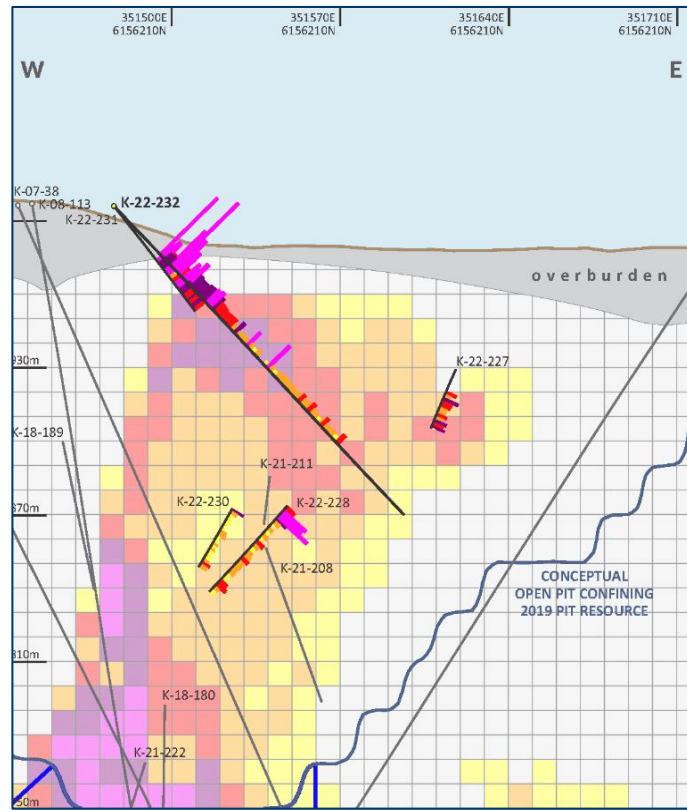 351500E
6156210N
351570E
6156210N
351640E
6156210N
351710E
6156210N
W
E
K-07-38
K-08-113
K-22-231
K-22-232
overburden
930m
K-22-227
K-18-189
K-21-211
K-22-230
K-22-228
870m
K-21-208
CONCEPTUAL
OPEN PIT CONFINING
2019 PIT RESOURCE
810m
K-18-180
K-21-222
750m